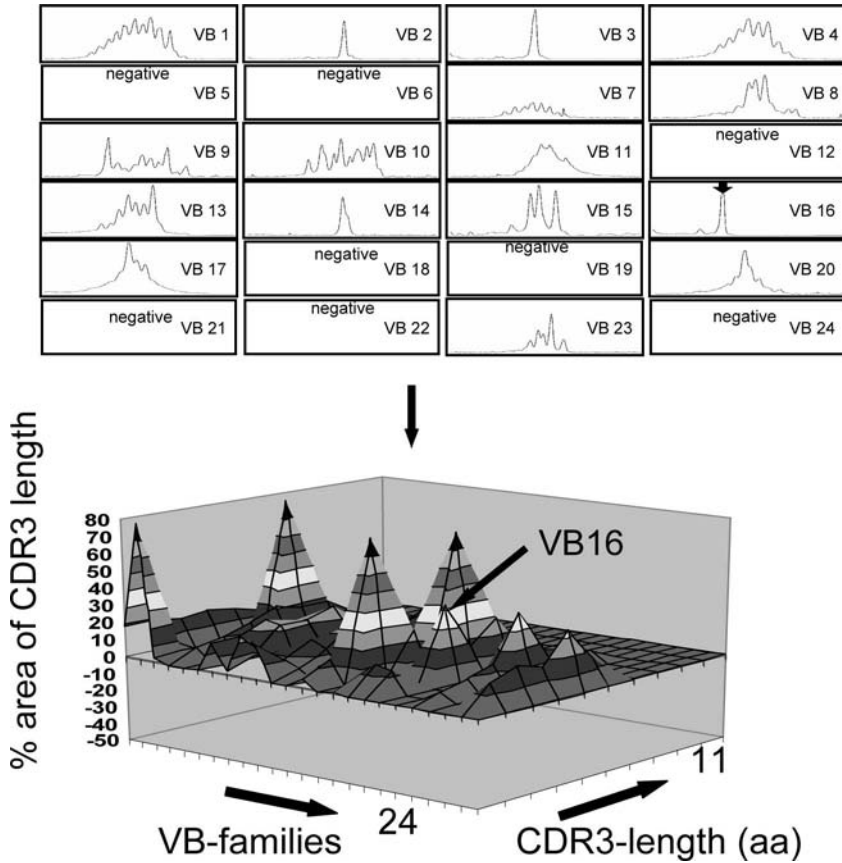 VB 1
VB 2
VB 3
VB 4
negative
VB 5
negative
VB 6
VB 7
VB 8
VB 9
VB 10
VB 11
negative
VB 12
VB 13
VB 14
VB 15
VB 16
VB 17
negative
VB 18
negative
VB 19
VB 20
negative
VB 21
negative
VB 22
VB 23
negative
VB 24
% area of CDR3 length
80
70
60
50
40
30
20
10
0
-10
-20
-30
-40
-50
VB16
11
24
VB-families
CDR3-length (aa)